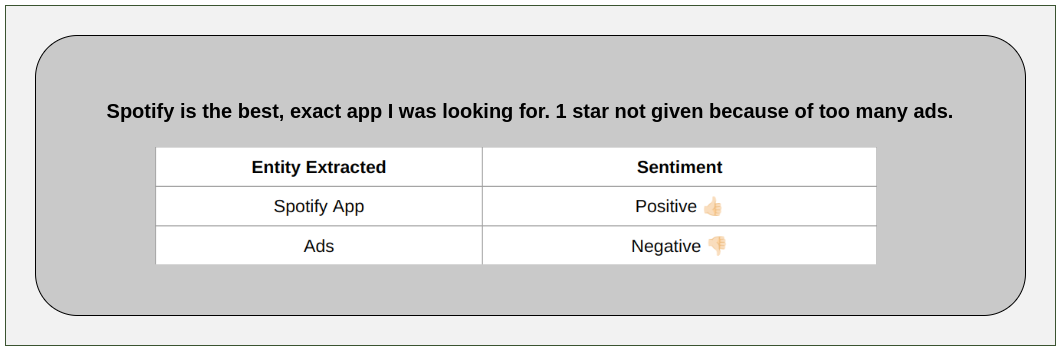 Spotify is the best, exact app I was looking for. 1 star not given because of too many ads.
Entity Extracted Sentiment
Spotify App Positive 👍🏻
Ads Negative 👎🏻